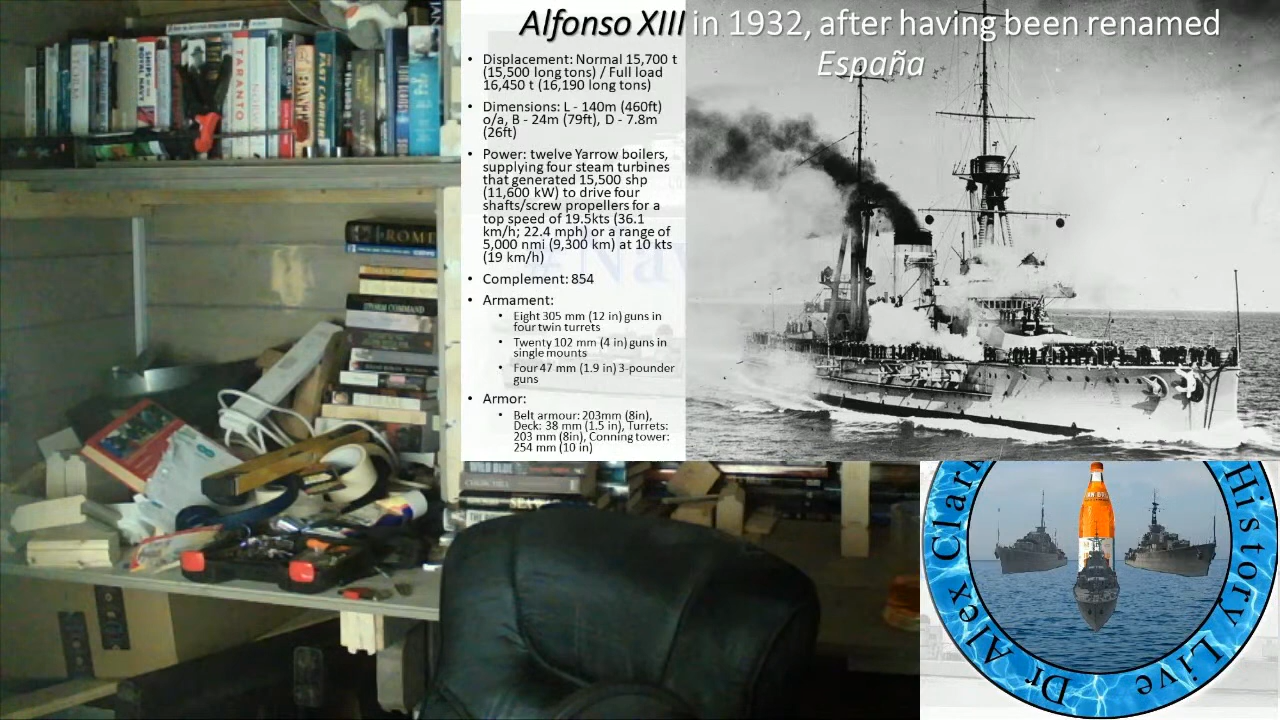 Alfonso XIII in 1932, after having been renamed
España
• Displacement: Normal 15,700 t
(15,500 long tons) / Full load
16,450 t (16,190 long tons)
• Dimensions: L - 140m (460ft)
o/a, B - 24m (79ft), D - 7.8m
(26ft)
• Power: twelve Yarrow boilers,
supplying four steam turbines
that generated 15,500 shp
(11,600 kW) to drive four
shafts/screw propellers for a
top speed of 19.5kts (36.1
km/h; 22.4 mph) or a range of
5,000 nmi (9,300 km) at 10 kts
(19 km/h)
• Complement: 854
• Armament:
• Eight 305 mm (12 in) guns in
four twin turrets
• Twenty 102 mm (4 in) guns in
single mounts
• Four 47 mm (1.9 in) 3-pounder
guns
• Armor:
• Belt armour: 203mm (8in),
Deck: 38 mm (1.5 in), Turrets:
203 mm (8in), Conning tower:
254 mm (10 in)
TARANTO
FAST CARRIERS
ROME
STORM COMMAND
WILD BLUE
Dr Alex Clark
History Live